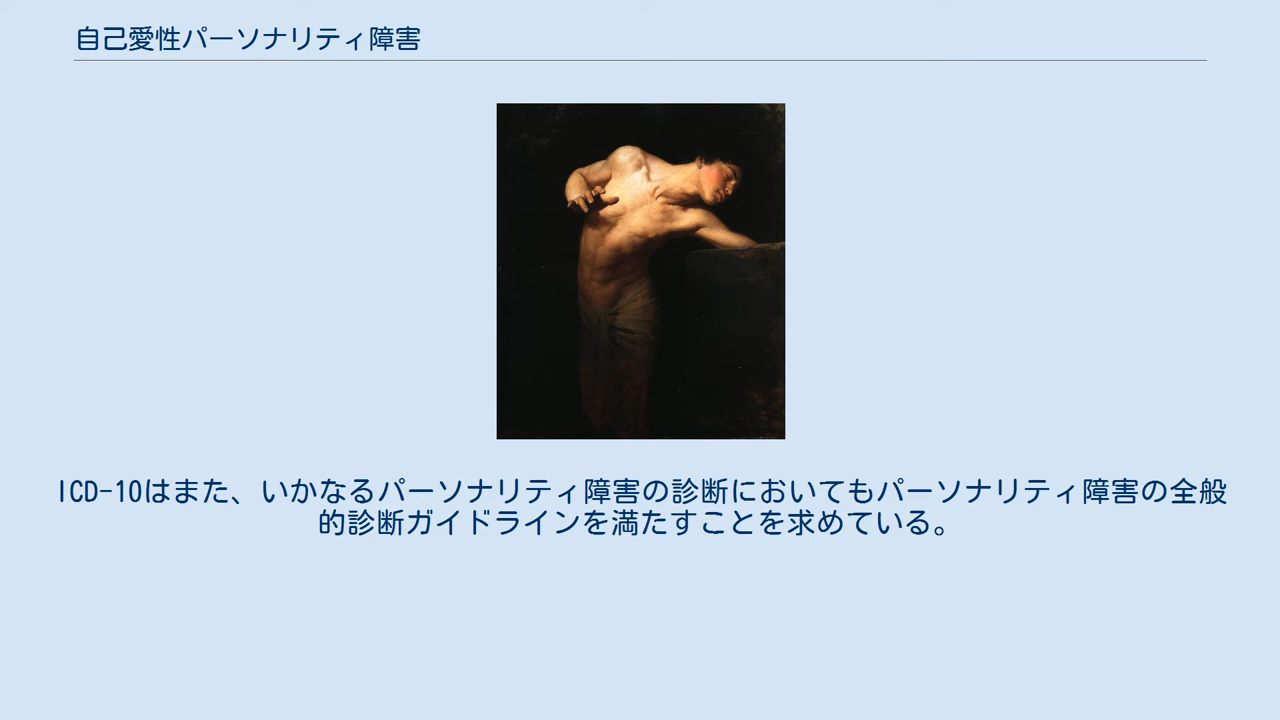 自己愛性パーソナリティ障害
ICD-10はまた、いかなるパーソナリティ障害の診断においてもパーソナリティ障害の全般
的診断ガイドラインを満たすことを求めている。